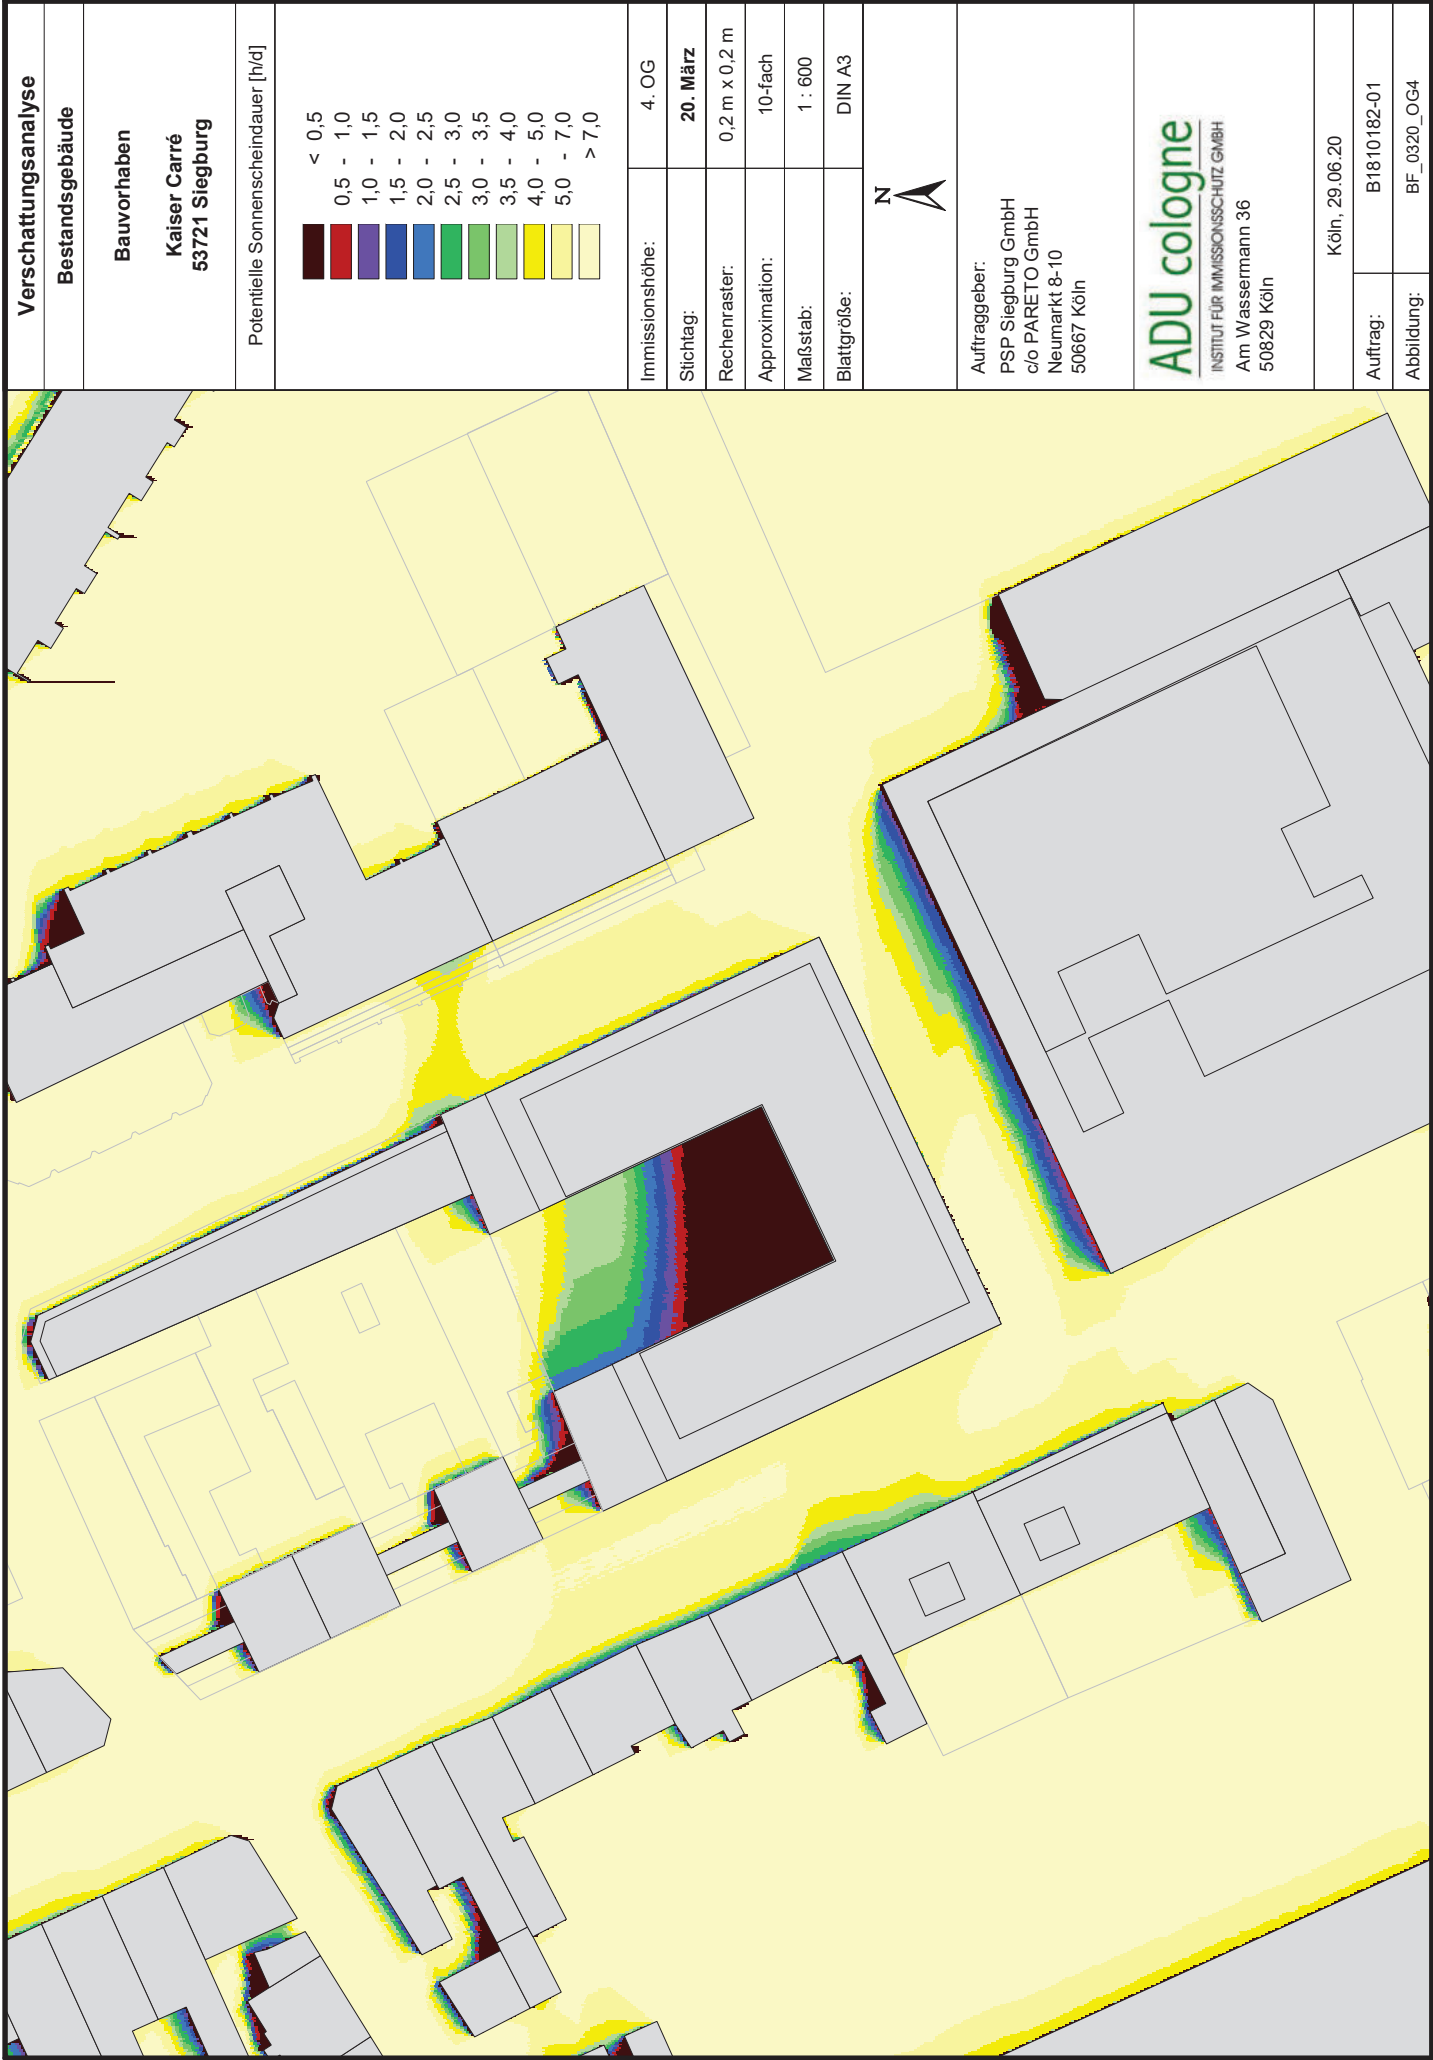 Verschattungsanalyse
Bestandsgebäude
Bauvorhaben
Kaiser Carré
53721 Siegburg
Potentielle Sonnenscheindauer [h/d]
< 0,5
0,5 - 1,0
1,0 - 1,5
1,5 - 2,0
2,0 - 2,5
2,5 - 3,0
3,0 - 3,5
3,5 - 4,0
4,0 - 5,0
5,0 - 7,0
> 7,0
Immissionshöhe: 4. OG
Stichtag: 20. März
Rechenraster: 0,2 m x 0,2 m
Approximation: 10-fach
Maßstab: 1 : 600
Blattgröße: DIN A3
N
Auftraggeber:
PSP Siegburg GmbH
c/o PARETO GmbH
Neumarkt 8-10
50667 Köln
ADU cologne
INSTITUT FÜR IMMISSIONSSCHUTZ GMBH
Am Wassermann 36
50829 Köln
Köln, 29.06.20
Auftrag: B1810182-01
Abbildung: BF_0320_OG4